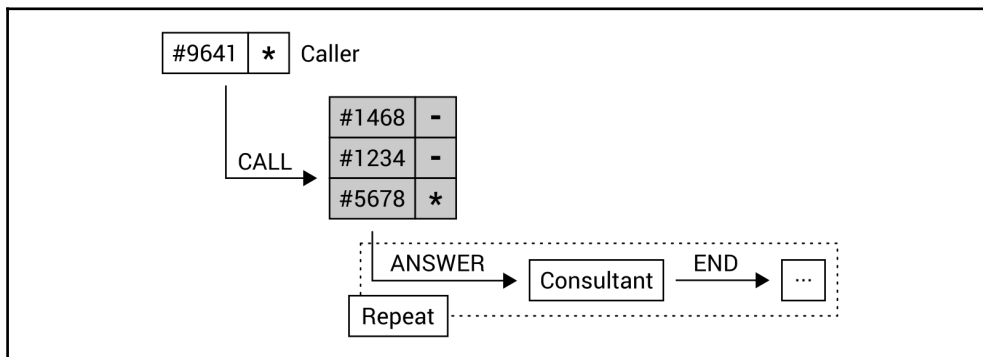 #9641 * Caller
CALL
#1468 -
#1234 -
#5678 *
ANSWER
Consultant
END
...
Repeat